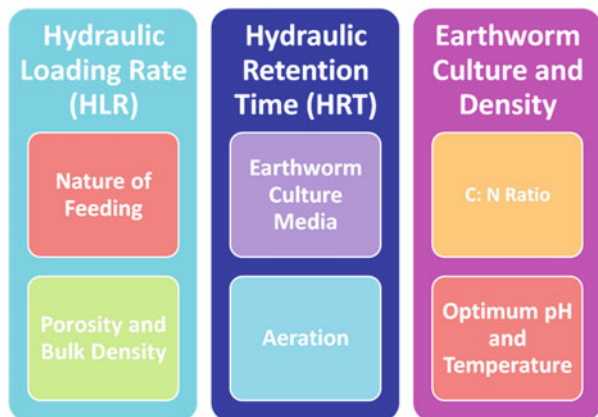 Hydraulic
Loading Rate
(HLR)
Nature of
Feeding
Porosity and
Bulk Density
Hydraulic
Retention
Time (HRT)
Earthworm
Culture
Media
Aeration
Earthworm
Culture and
Density
C: N Ratio
Optimum pH
and
Temperature